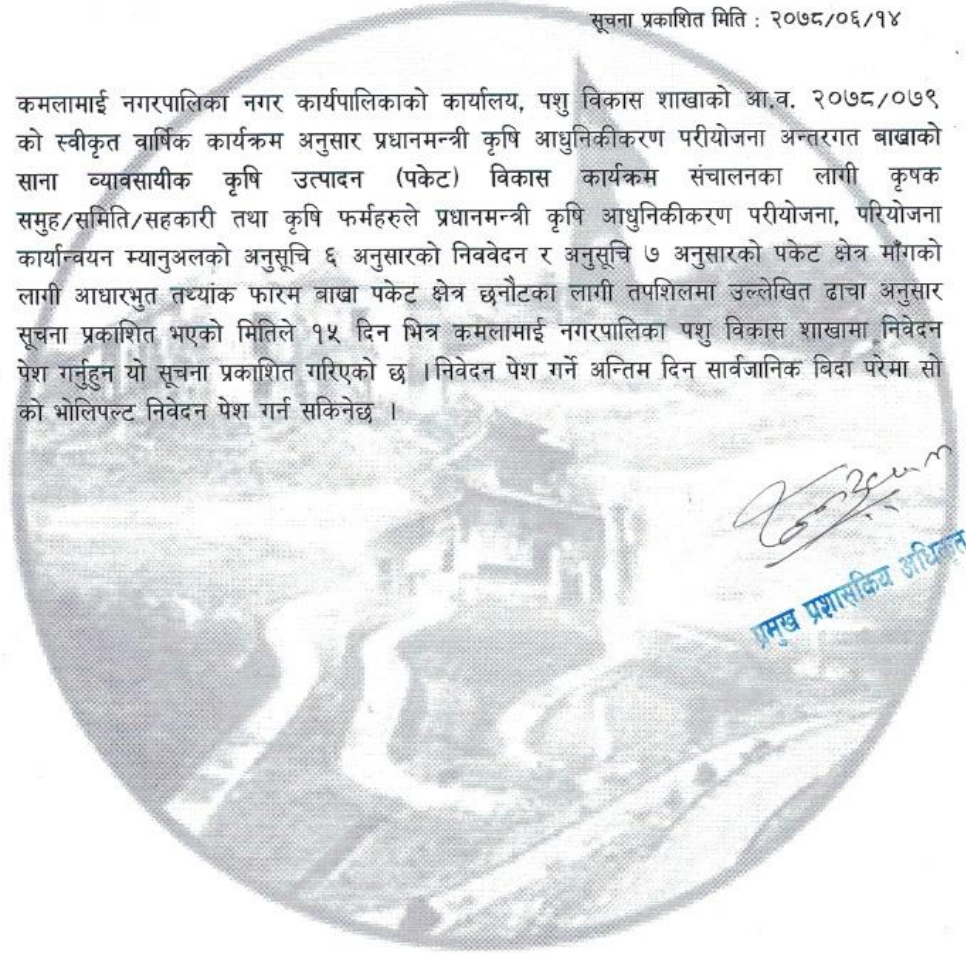 सूचना प्रकाशित मिति : २०७८/०६/१४
कमलामाई नगरपालिका नगर कार्यपालिकाको कार्यालय, पशु विकास शाखाको आ.व. २०७८/०७९
को स्वीकृत वार्षिक कार्यक्रम अनुसार प्रधानमन्त्री कृषि आधुनिकीकरण परीयोजना अन्तरगत बाखाको
साना व्यावसायीक कृषि उत्पादन (पकेट) विकास कार्यक्रम संचालनका लागी कृषक
समुह/समिति/सहकारी तथा कृषि फर्महरुले प्रधानमन्त्री कृषि आधुनिकीकरण परीयोजना, परियोजना
कार्यान्वयन म्यानुअलको अनुसूचि ६ अनुसारको निववेदन र अनुसूचि ७ अनुसारको पकेट क्षेत्र माँगको
लागी आधारभुत तथ्यांक फारम बाखा पकेट क्षेत्र छनौटका लागी तपशिलमा उल्लेखित ढाचा अनुसार
सूचना प्रकाशित भएको मितिले १५ दिन भित्र कमलामाई नगरपालिका पशु विकास शाखामा निवेदन
पेश गर्नुहुन यो सूचना प्रकाशित गरिएको छ ।निवेदन पेश गर्ने अन्तिम दिन सार्वजानिक बिदा परेमा सो
को भोलिपल्ट निवेदन पेश गर्न सकिनेछ ।
प्रमुख प्रशासकिय अधिकृत